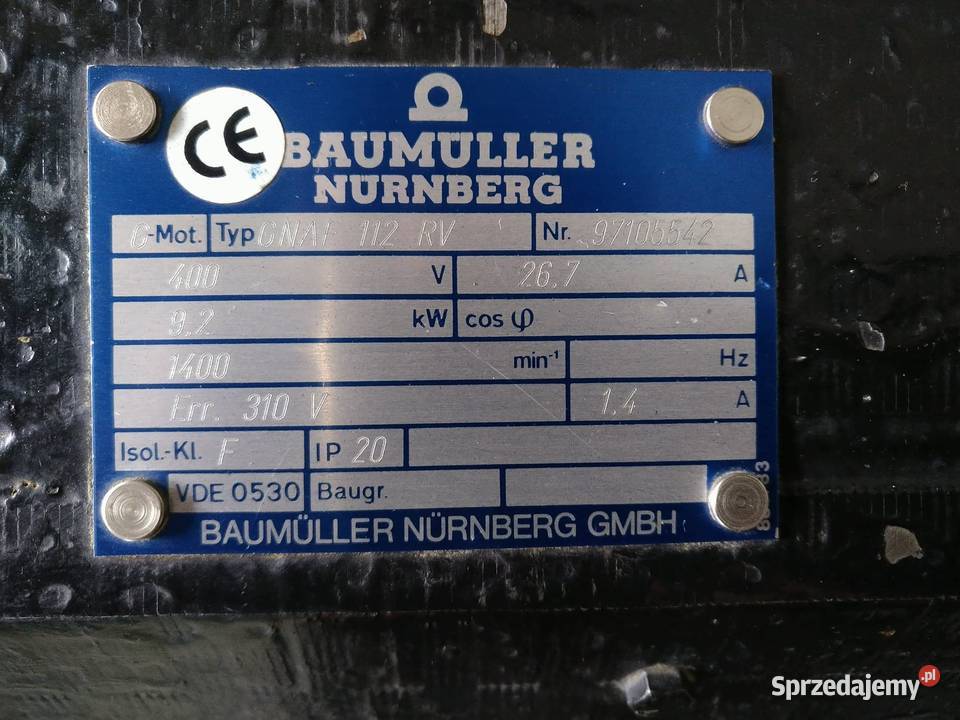 CE
BAUMÜLLER
NÜRNBERG
G-Mot. Typ GNAF 112 RV Nr. 97105542
400 V 26.7 A
9.2 kW cos φ
1400 min⁻¹ Hz
Err. 310 V 1.4 A
Isol.-Kl. F IP 20
VDE 0530 Baugr.
BAUMÜLLER NÜRNBERG GMBH
Sprzedajemy.pl